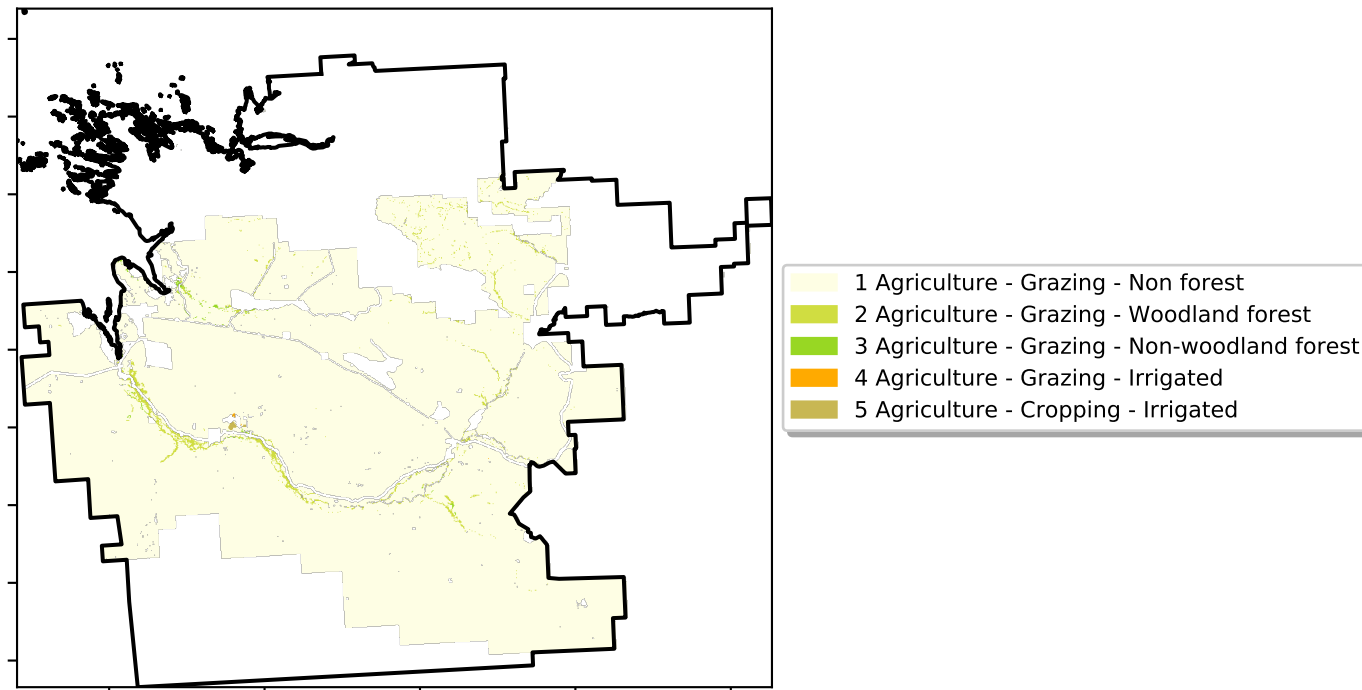 1 Agriculture - Grazing - Non forest
2 Agriculture - Grazing - Woodland forest
3 Agriculture - Grazing - Non-woodland forest
4 Agriculture - Grazing - Irrigated
5 Agriculture - Cropping - Irrigated